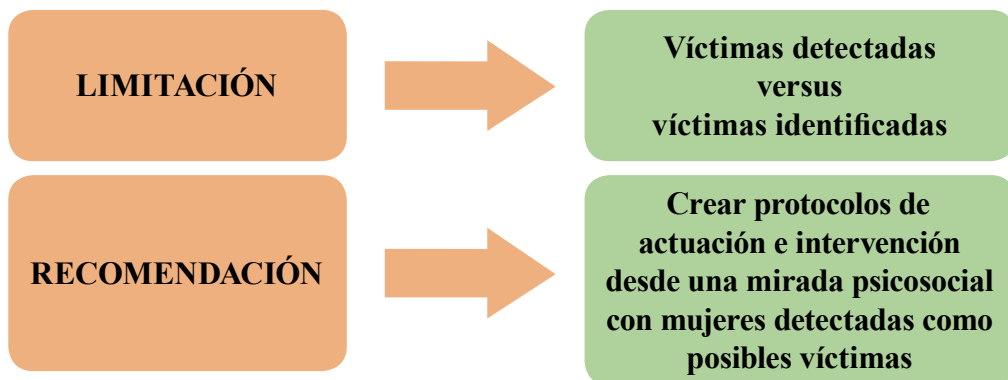 LIMITACIÓN
Víctimas detectadas
versus
víctimas identificadas
RECOMENDACIÓN
Crear protocolos de
actuación e intervención
desde una mirada psicosocial
con mujeres detectadas como
posibles víctimas